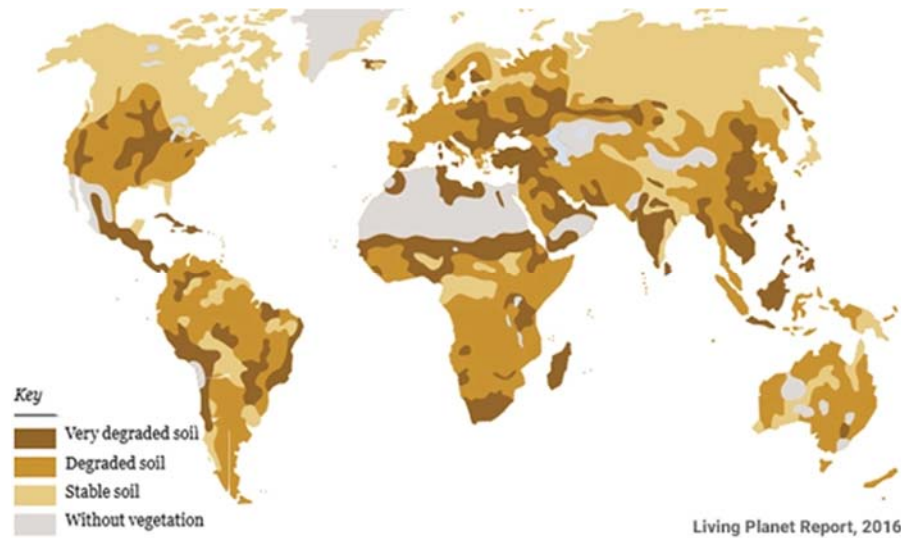 Key
Very degraded soil
Degraded soil
Stable soil
Without vegetation
Living Planet Report, 2016